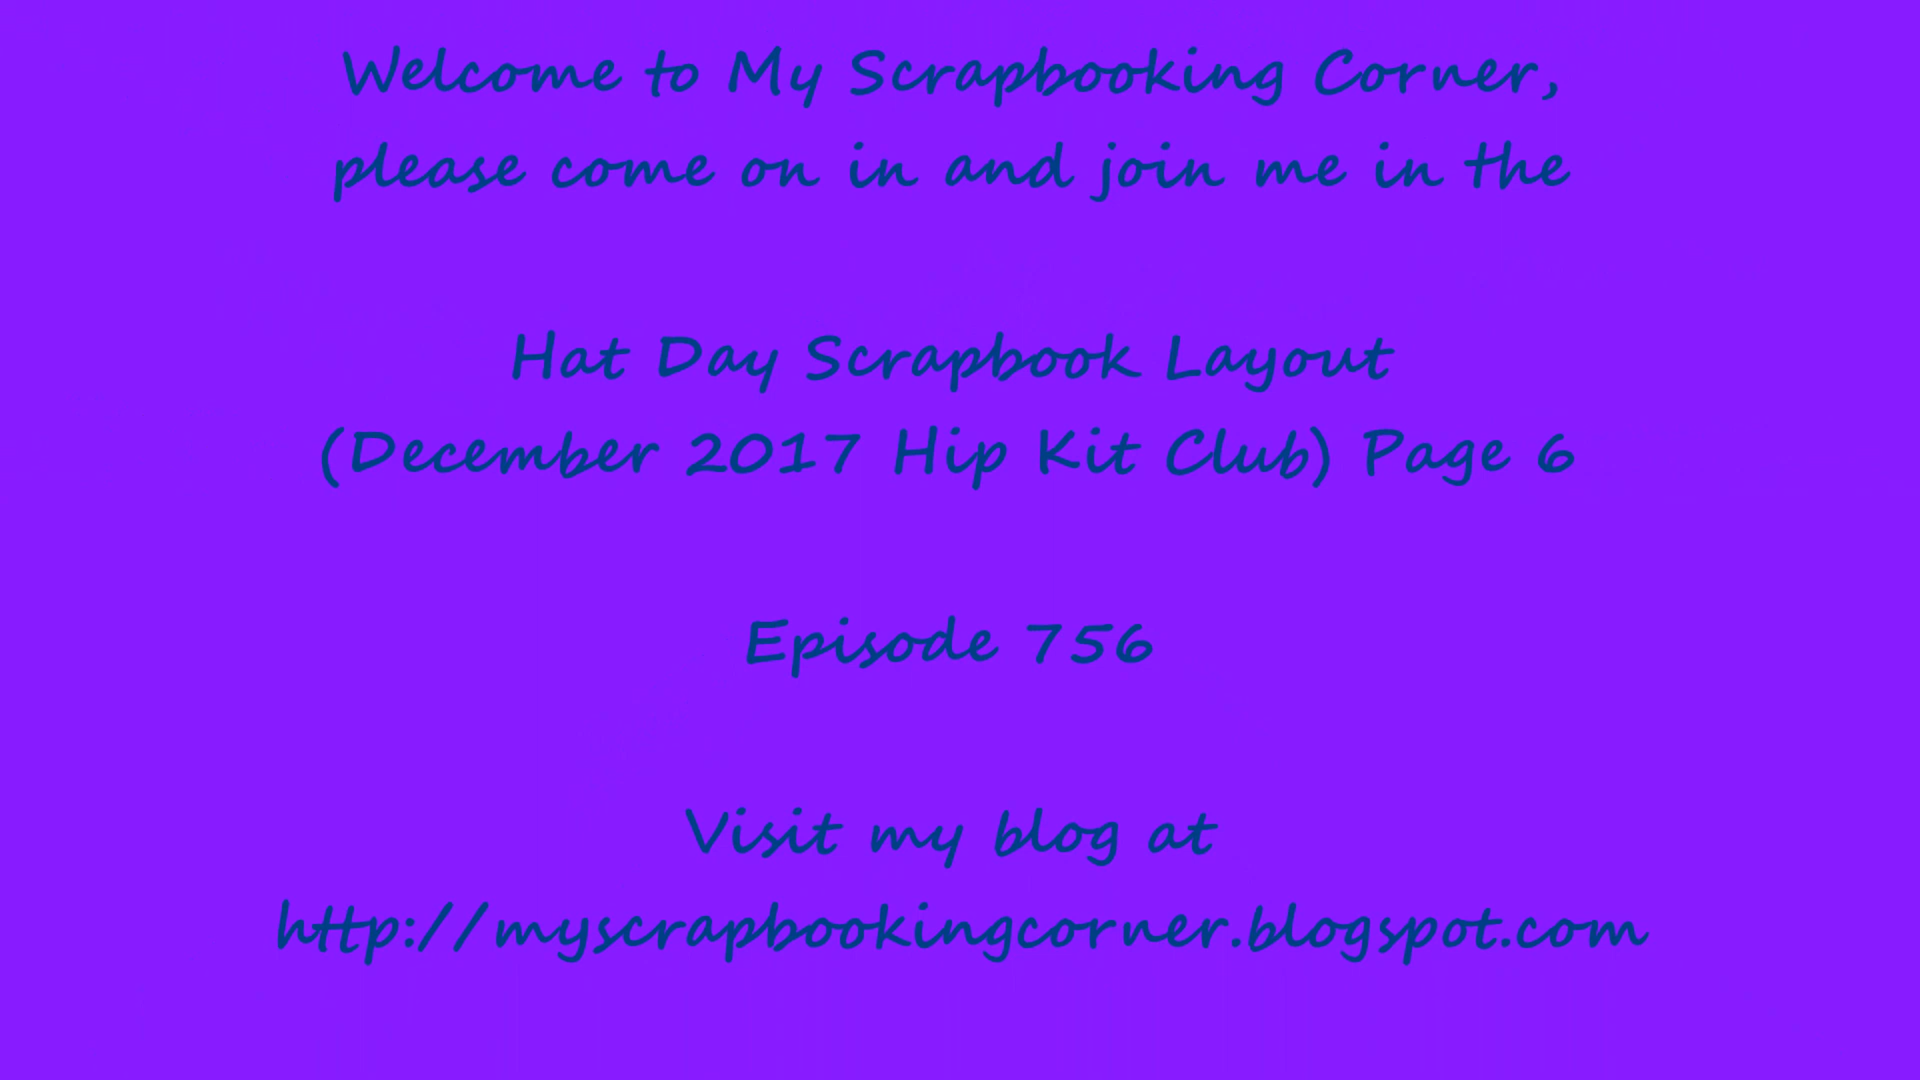 Welcome to My Scrapbooking Corner,
please come on in and join me in the
Hat Day Scrapbook Layout
(December 2017 Hip Kit Club) Page 6
Episode 756
Visit my blog at
http://myscrapbookingcorner.blogspot.com